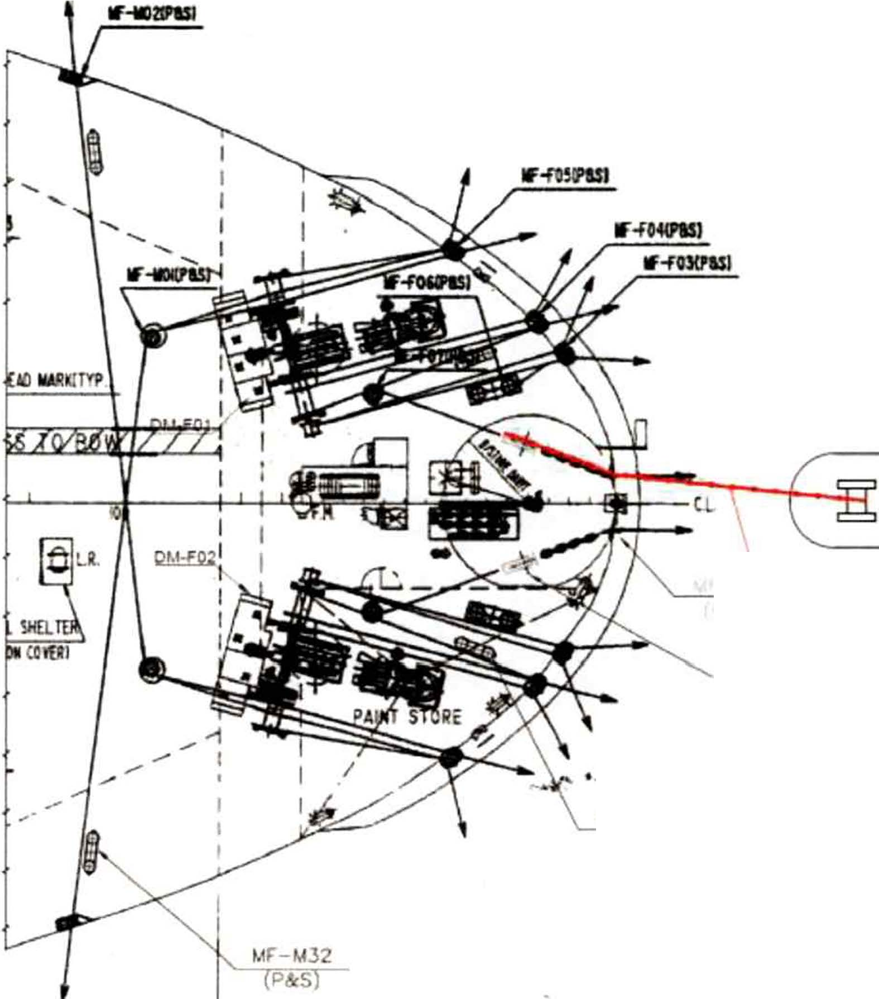 MF-M02(P&S)
MF-F05(P&S)
MF-F04(P&S)
MF-F03(P&S)
MF-M01(P&S)
MF-F06(P&S)
EAD MARK(TYP.
DM-F01
SS TO/BOW
C.L
10
F.H
L.R.
DM-F02
L SHELTER
ON COVER)
PAINT STORE
MF-M32
(P&S)